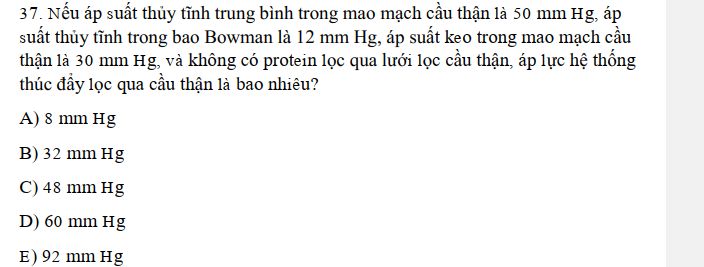 37. Nếu áp suất thủy tĩnh trung bình trong mao mạch cầu thận là 50 mm Hg, áp
suất thủy tĩnh trong bao Bowman là 12 mm Hg, áp suất keo trong mao mạch cầu
thận là 30 mm Hg, và không có protein lọc qua lưới lọc cầu thận, áp lực hệ thống
thúc đẩy lọc qua cầu thận là bao nhiêu?
A) 8 mm Hg
B) 32 mm Hg
C) 48 mm Hg
D) 60 mm Hg
E) 92 mm Hg